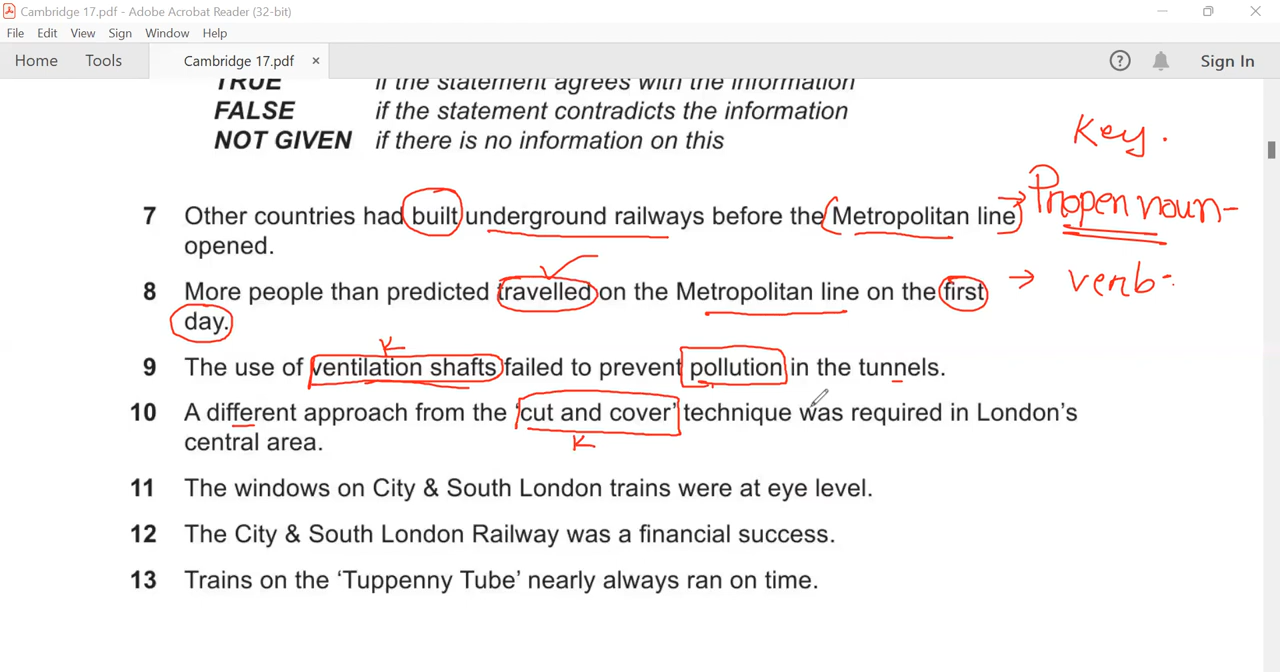 Cambridge 17.pdf - Adobe Acrobat Reader (32-bit)
File Edit View Sign Window Help
Home Tools Cambridge 17.pdf × ? Sign In
TRUE if the statement agrees with the information
FALSE if the statement contradicts the information
NOT GIVEN if there is no information on this
Key.
7 Other countries had built underground railways before the Metropolitan line → Propen noun-
opened.
8 More people than predicted travelled on the Metropolitan line on the first → verb-
day.
K
9 The use of ventilation shafts failed to prevent pollution in the tunnels.
10 A different approach from the ‘cut and cover’ technique was required in London’s
K
central area.
11 The windows on City & South London trains were at eye level.
12 The City & South London Railway was a financial success.
13 Trains on the ‘Tuppenny Tube’ nearly always ran on time.